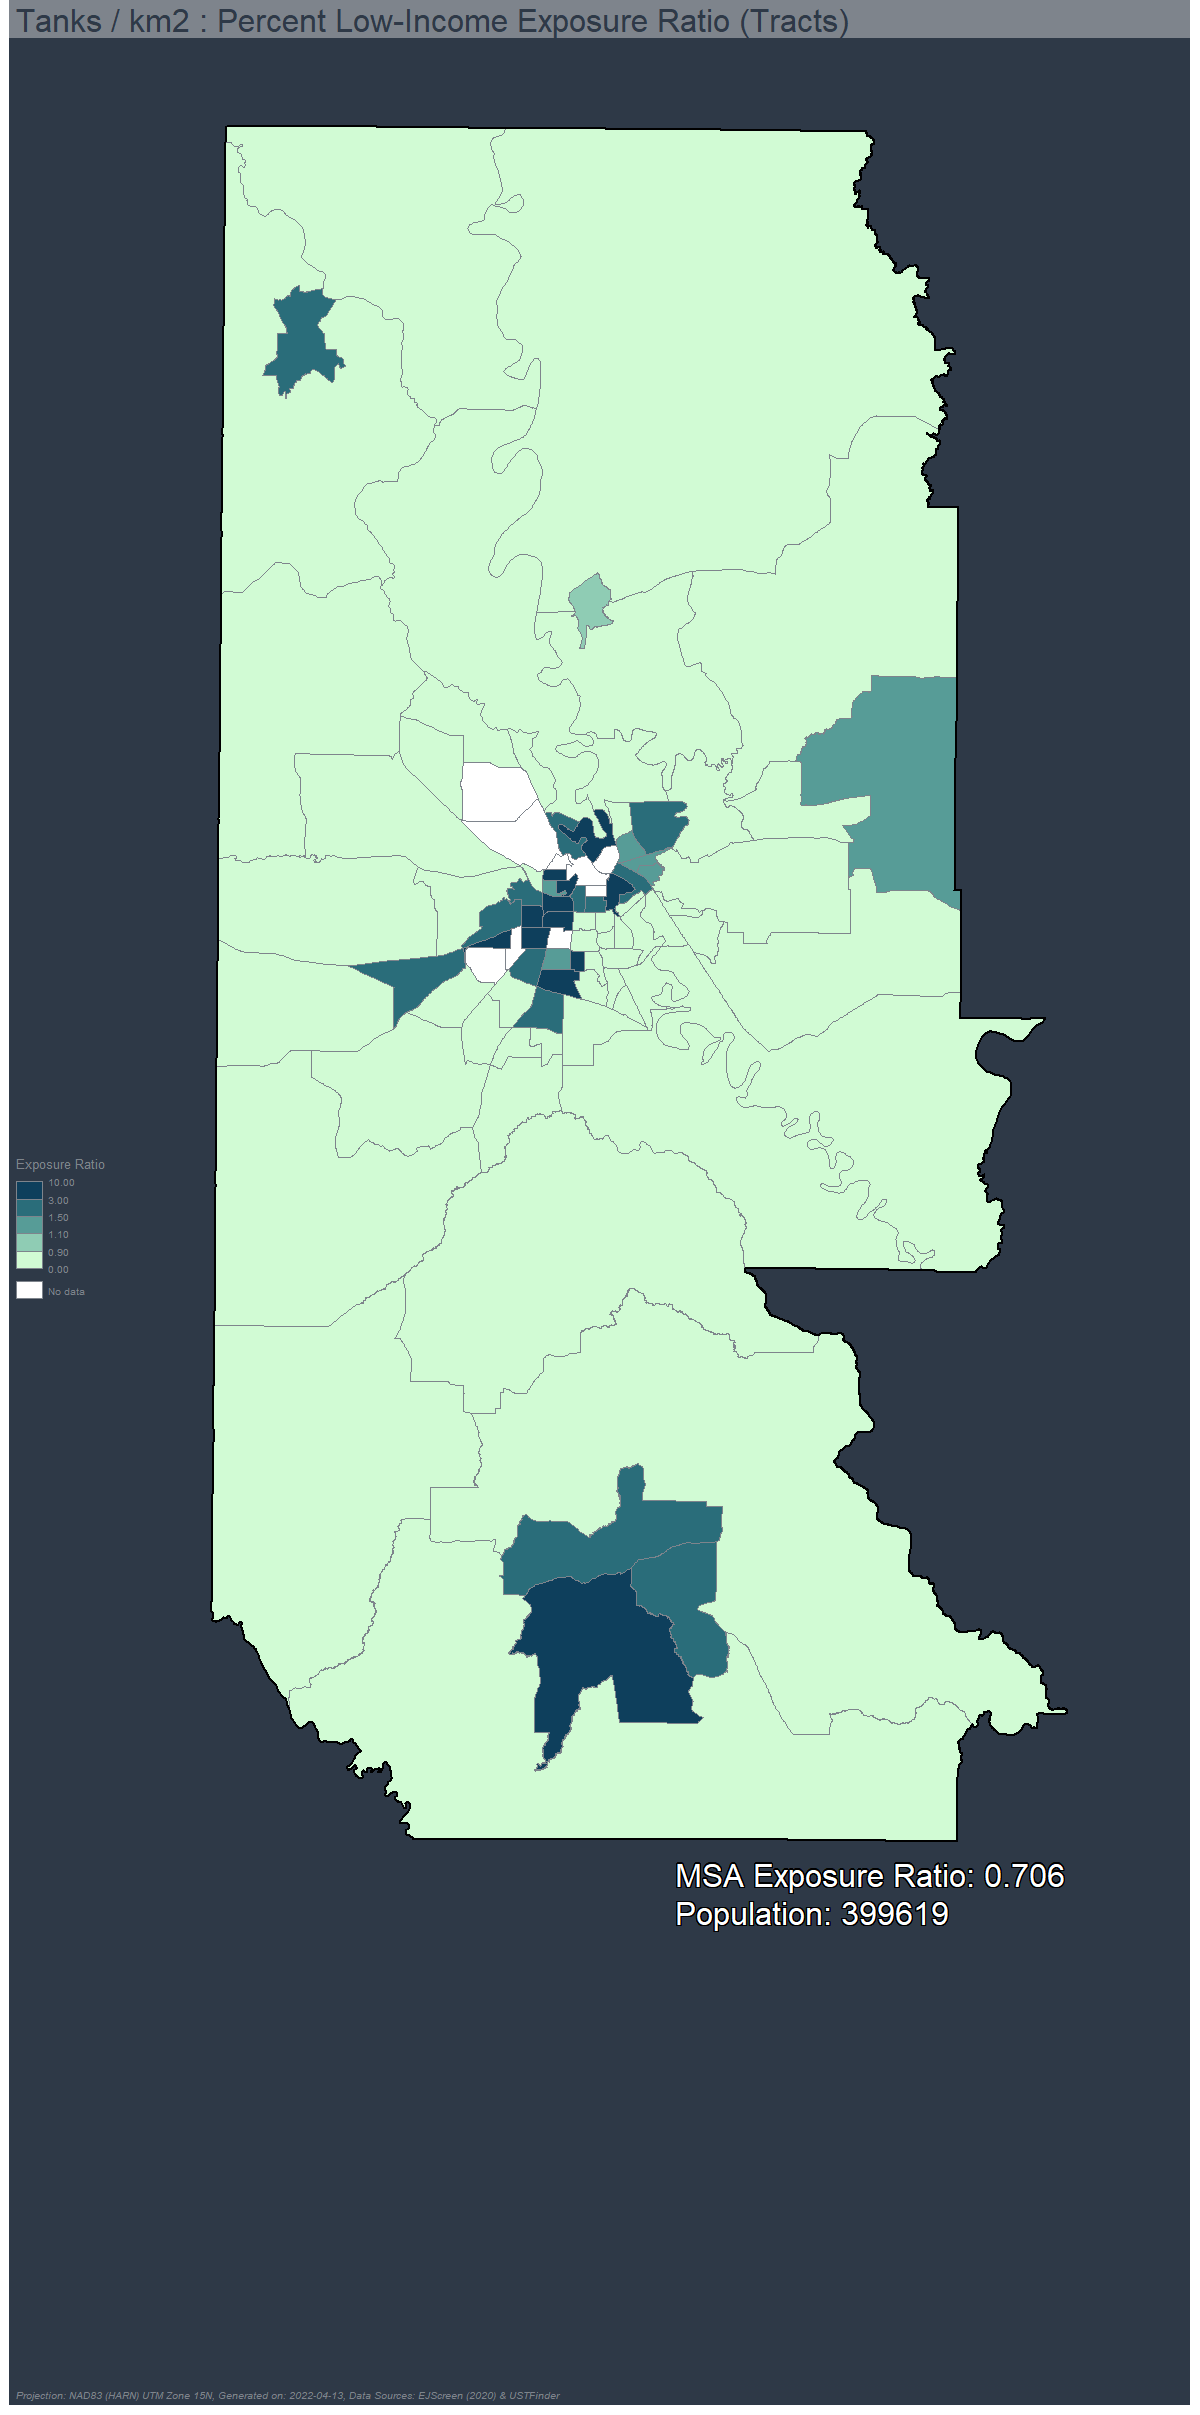 Tanks / km2 : Percent Low-Income Exposure Ratio (Tracts)
Exposure Ratio
10.00
3.00
1.50
1.10
0.90
0.00
No data
MSA Exposure Ratio: 0.706
Population: 399619
Projection: NAD83 (HARN) UTM Zone 15N, Generated on: 2022-04-13, Data Sources: EJScreen (2020) & USTFinder